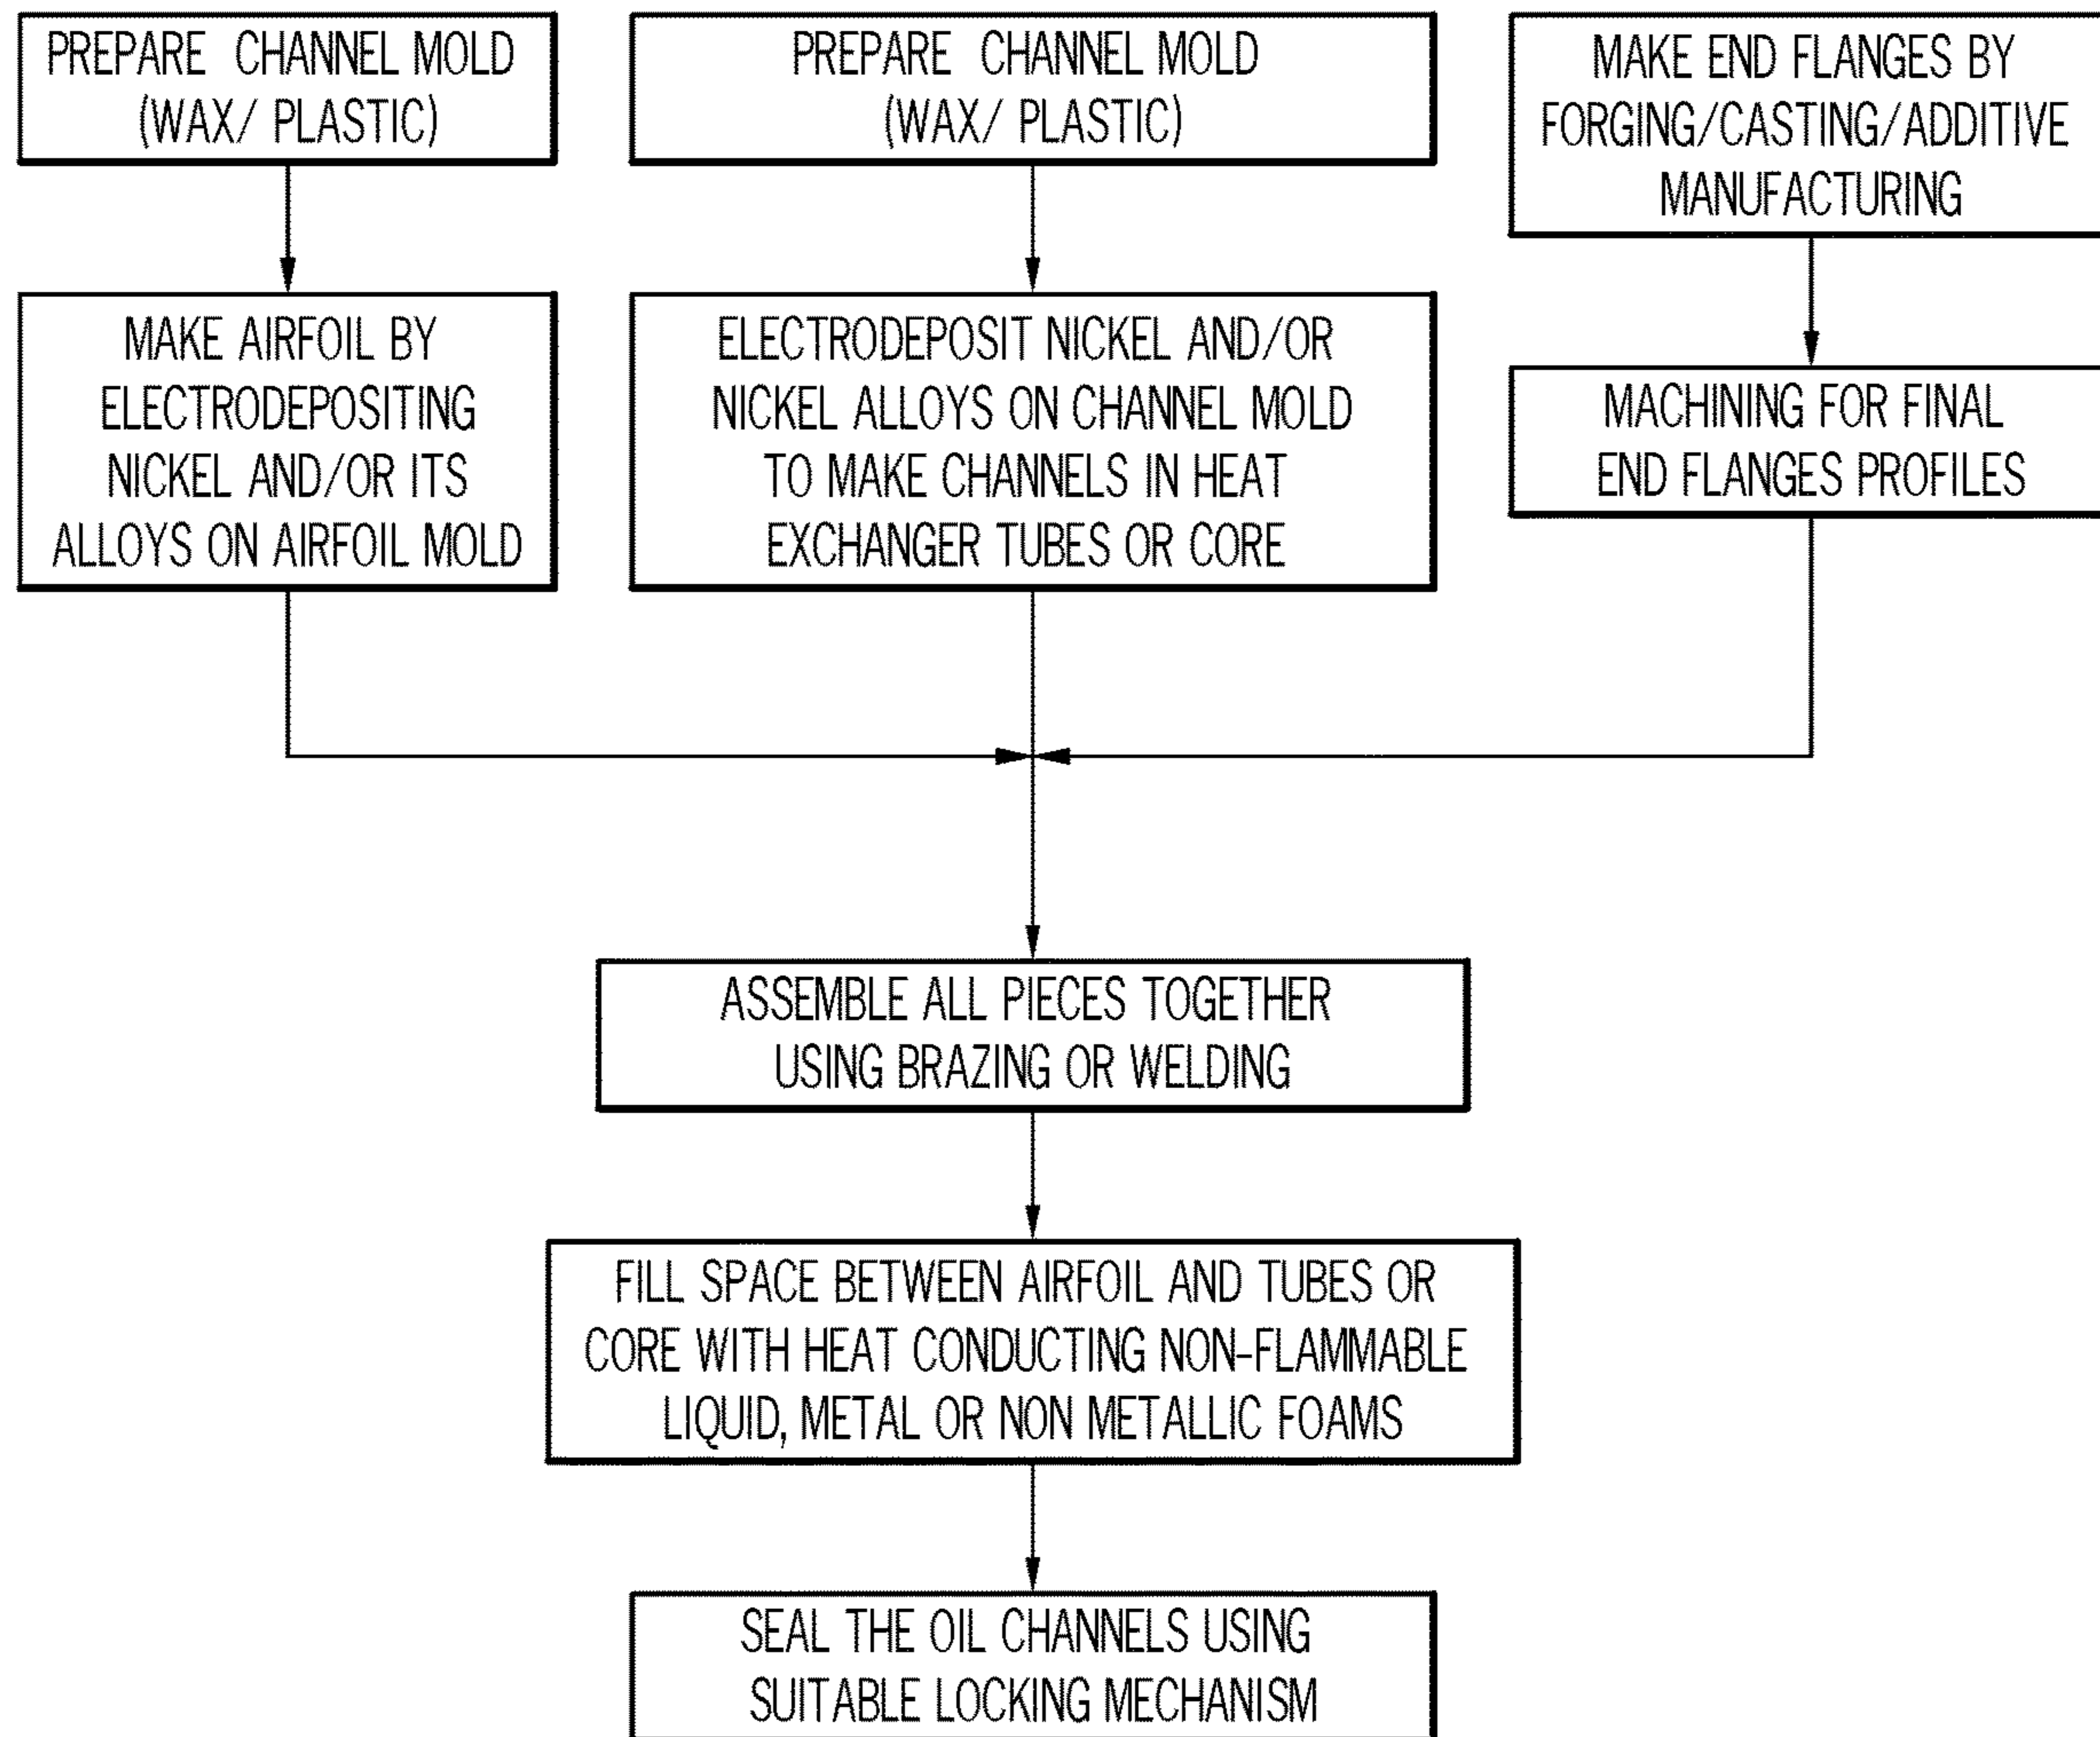 PREPARE CHANNEL MOLD
(WAX/ PLASTIC)
PREPARE CHANNEL MOLD
(WAX/ PLASTIC)
MAKE END FLANGES BY
FORGING/CASTING/ADDITIVE
MANUFACTURING
MAKE AIRFOIL BY
ELECTRODEPOSITING
NICKEL AND/OR ITS
ALLOYS ON AIRFOIL MOLD
ELECTRODEPOSIT NICKEL AND/OR
NICKEL ALLOYS ON CHANNEL MOLD
TO MAKE CHANNELS IN HEAT
EXCHANGER TUBES OR CORE
MACHINING FOR FINAL
END FLANGES PROFILES
ASSEMBLE ALL PIECES TOGETHER
USING BRAZING OR WELDING
FILL SPACE BETWEEN AIRFOIL AND TUBES OR
CORE WITH HEAT CONDUCTING NON-FLAMMABLE
LIQUID, METAL OR NON METALLIC FOAMS
SEAL THE OIL CHANNELS USING
SUITABLE LOCKING MECHANISM